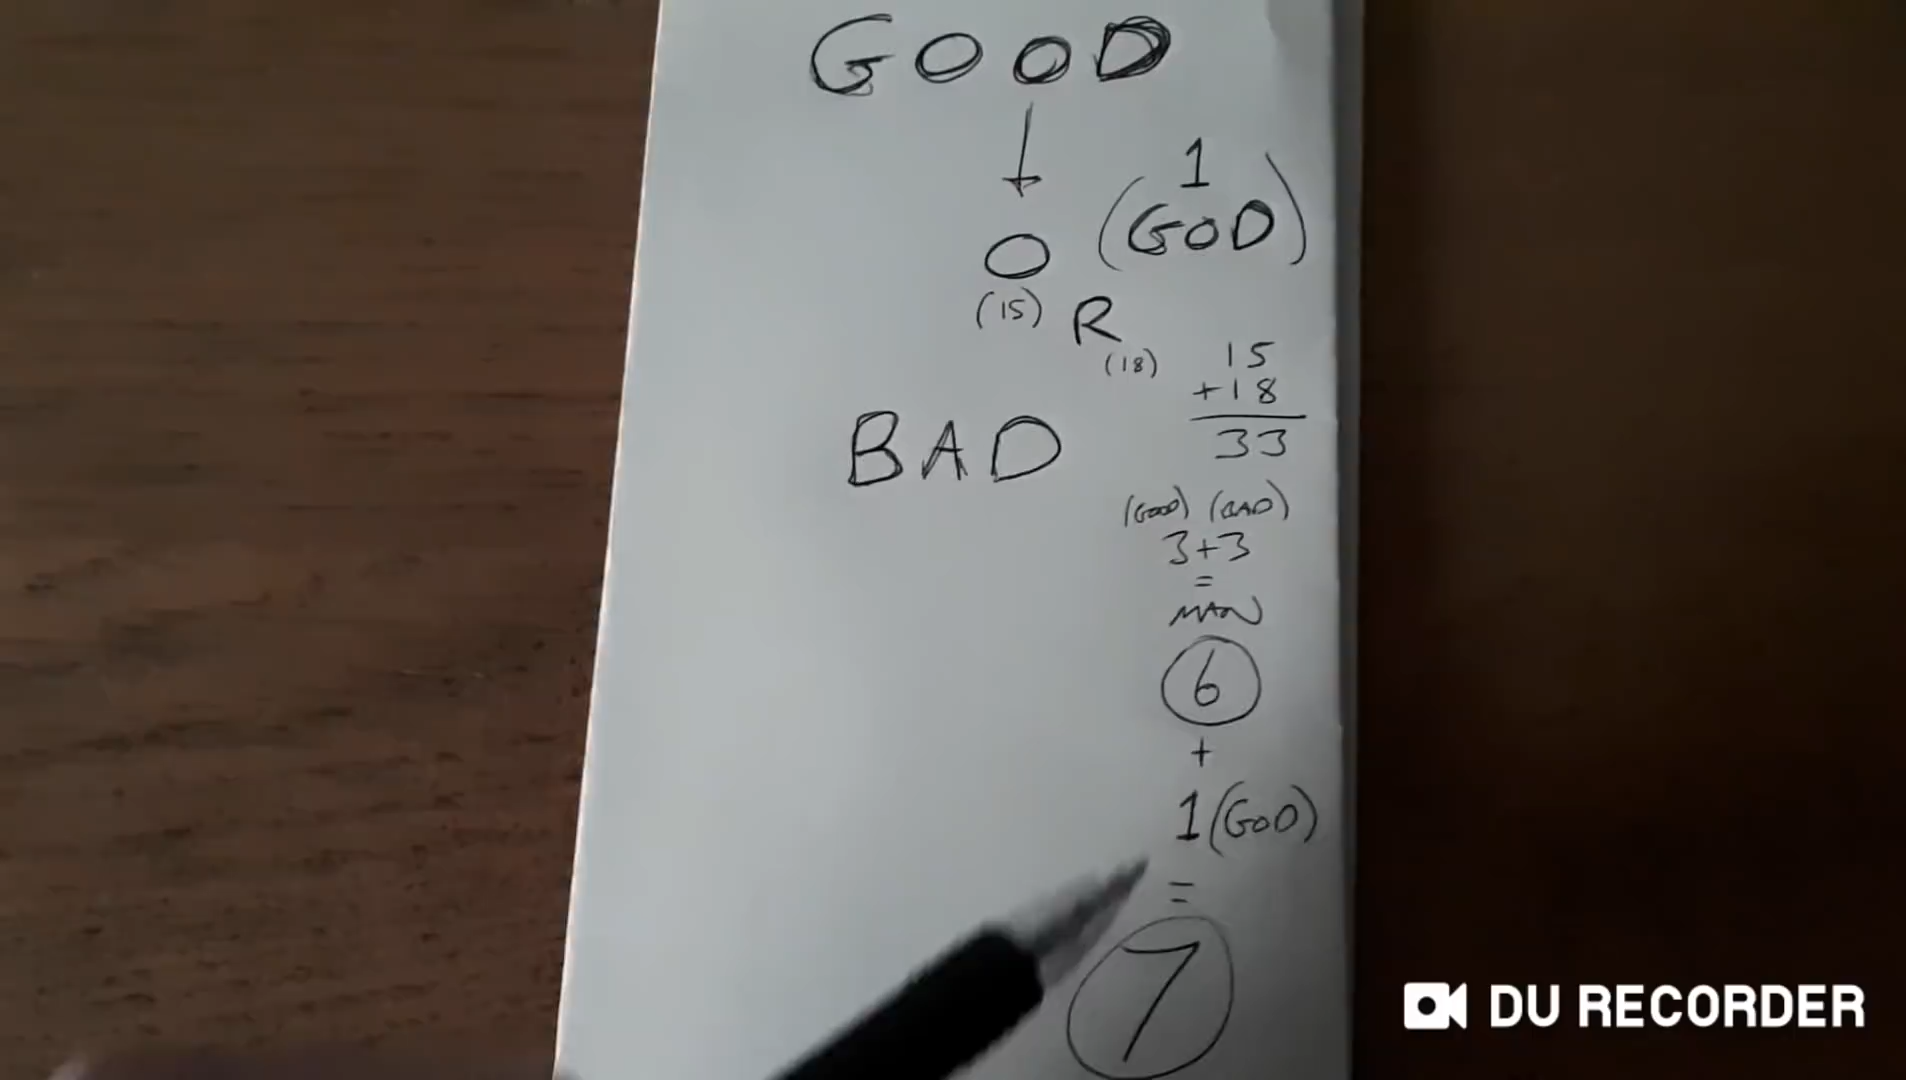 GOOD
1
(GOD)
O
(15) R
(18)
15
+18
33
BAD
(GOOD) (BAD)
3+3
=
MAN
6
+
1 (GOD)
=
7
DU RECORDER